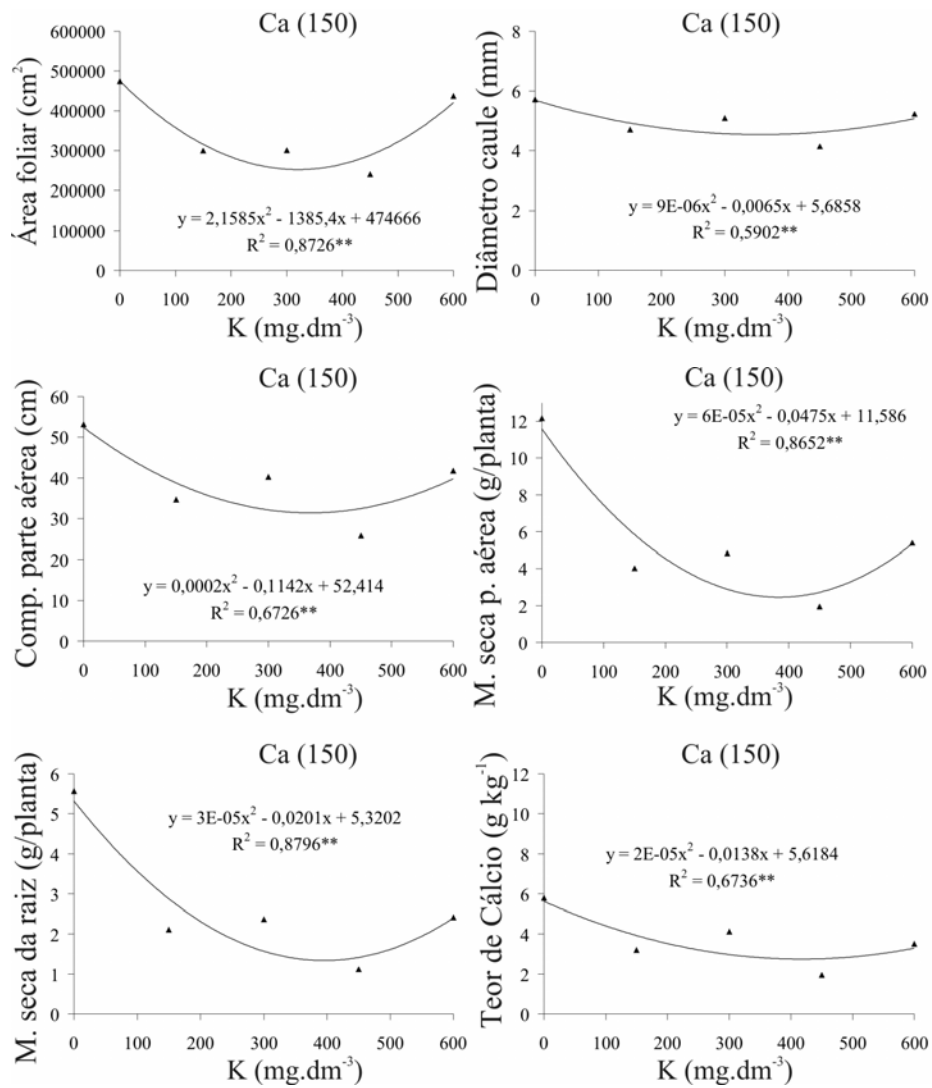 Ca (150)
Área foliar (cm²)
600000
500000
400000
300000
200000
100000
0
y = 2,1585x² - 1385,4x + 474666
R² = 0,8726**
0 100 200 300 400 500 600
K (mg.dm⁻³)
Ca (150)
Diâmetro caule (mm)
8
6
4
2
0
y = 9E-06x² - 0,0065x + 5,6858
R² = 0,5902**
0 100 200 300 400 500 600
K (mg.dm⁻³)
Ca (150)
Comp. parte aérea (cm)
60
50
40
30
20
10
0
y = 0,0002x² - 0,1142x + 52,414
R² = 0,6726**
0 100 200 300 400 500 600
K (mg.dm⁻³)
Ca (150)
M. seca p. aérea (g/planta)
12
10
8
6
4
2
0
y = 6E-05x² - 0,0475x + 11,586
R² = 0,8652**
0 100 200 300 400 500 600
K (mg.dm⁻³)
Ca (150)
M. seca da raiz (g/planta)
6
5
4
3
2
1
0
y = 3E-05x² - 0,0201x + 5,3202
R² = 0,8796**
0 100 200 300 400 500 600
K (mg.dm⁻³)
Ca (150)
Teor de Cálcio (g kg⁻¹)
12
10
8
6
4
2
0
y = 2E-05x² - 0,0138x + 5,6184
R² = 0,6736**
0 100 200 300 400 500 600
K (mg.dm⁻³)